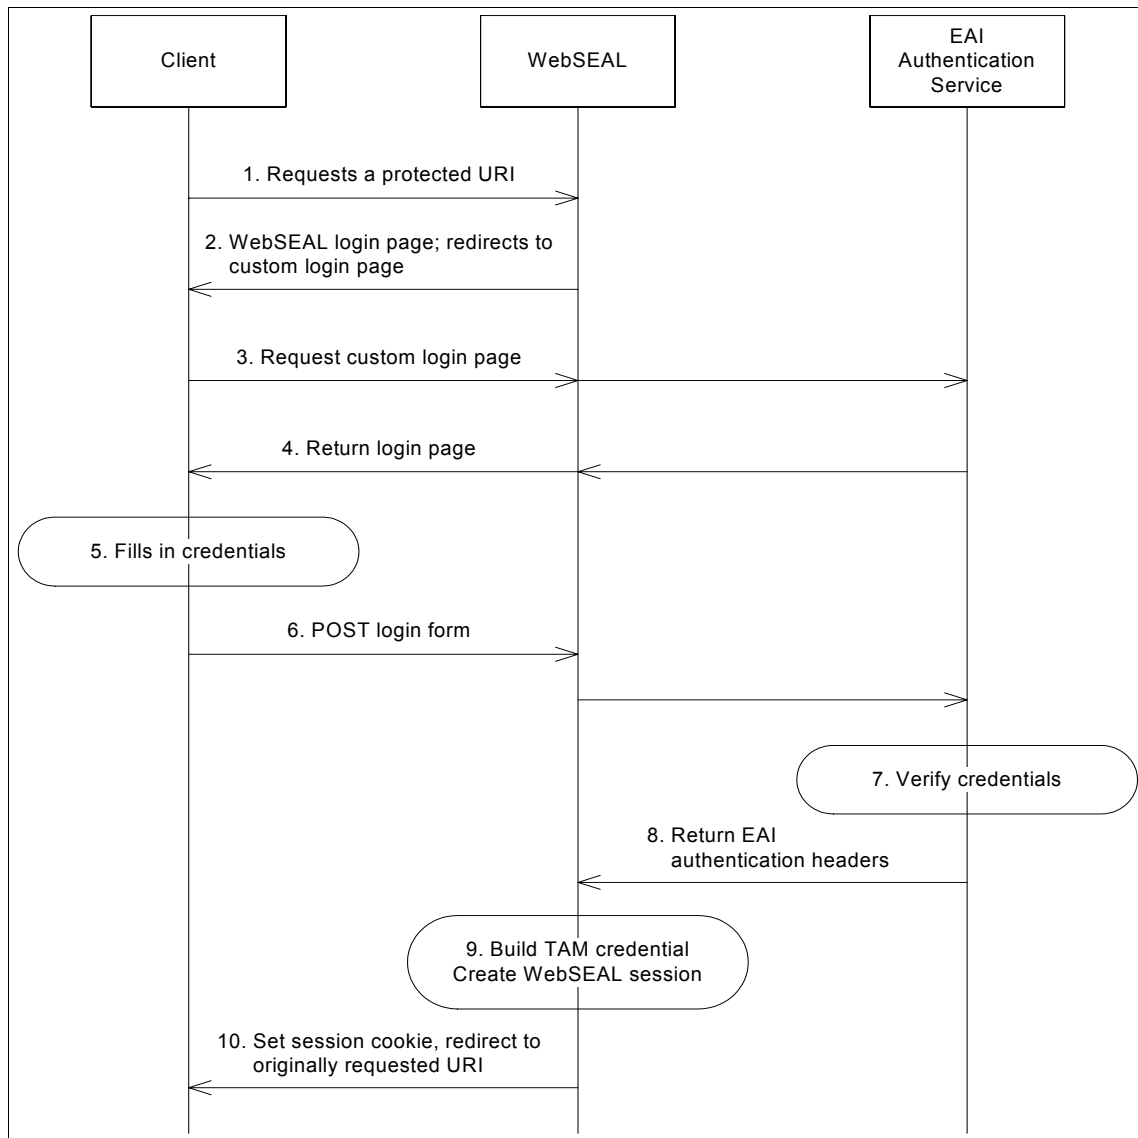 Client
WebSEAL
EAI
Authentication
Service
1. Requests a protected URI
2. WebSEAL login page; redirects to
custom login page
3. Request custom login page
4. Return login page
5. Fills in credentials
6. POST login form
7. Verify credentials
8. Return EAI
authentication headers
9. Build TAM credential
Create WebSEAL session
10. Set session cookie, redirect to
originally requested URI